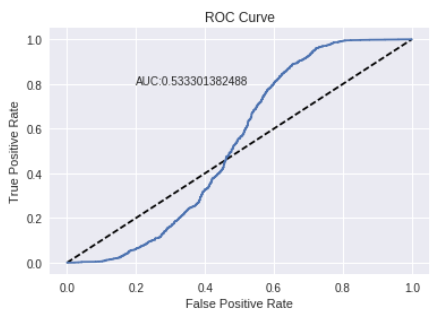 ROC Curve
1.0
0.8
0.6
0.4
0.2
0.0
True Positive Rate
AUC:0.533301382488
0.0 0.2 0.4 0.6 0.8 1.0
False Positive Rate